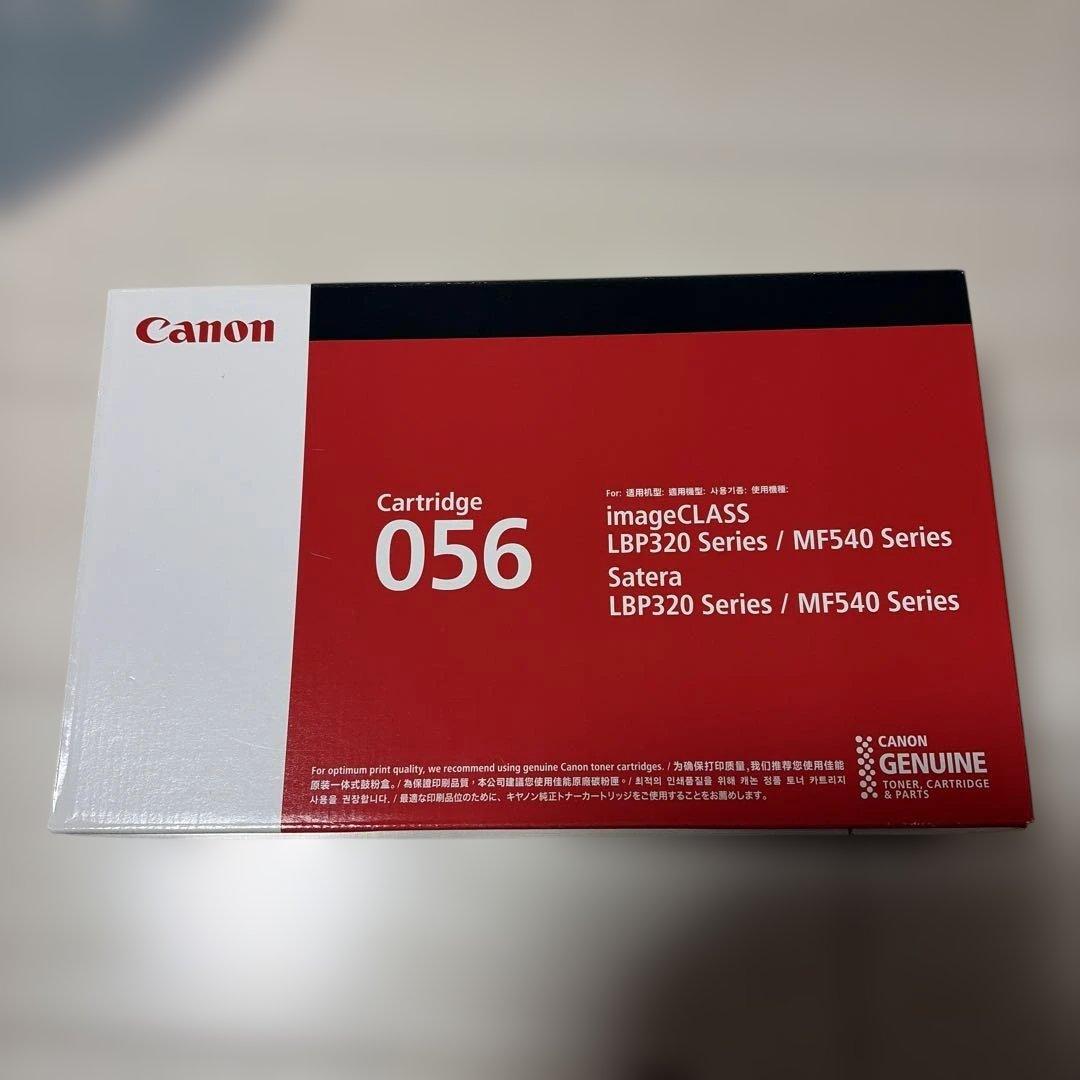 Canon
Cartridge
056
For: 适用机型: 適用機型: 사용기종: 使用機種:
imageCLASS
LBP320 Series / MF540 Series
Satera
LBP320 Series / MF540 Series
For optimum print quality, we recommend using genuine Canon toner cartridges. / 为确保打印质量,我们推荐您使用佳能
原装一体式鼓粉盒。/ 為保證印刷品質,本公司建議您使用佳能原廠碳粉匣。/ 최적의 인쇄품질을 위해 캐논 정품 토너 카트리지
사용을 권장합니다. / 最適な印刷品位のために、キヤノン純正トナーカートリッジをご使用することをお薦めします。
CANON
GENUINE
TONER, CARTRIDGE
& PARTS